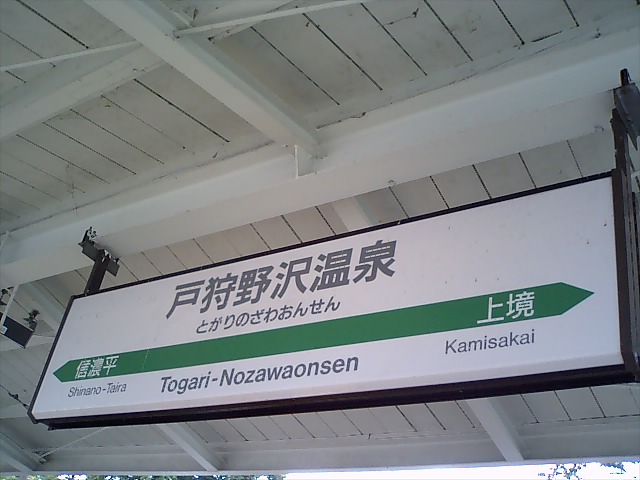 戸狩野沢温泉
とがりのざわおんせん
信濃平 上境
Shinano-Taira Togari-Nozawaonsen Kamisakai